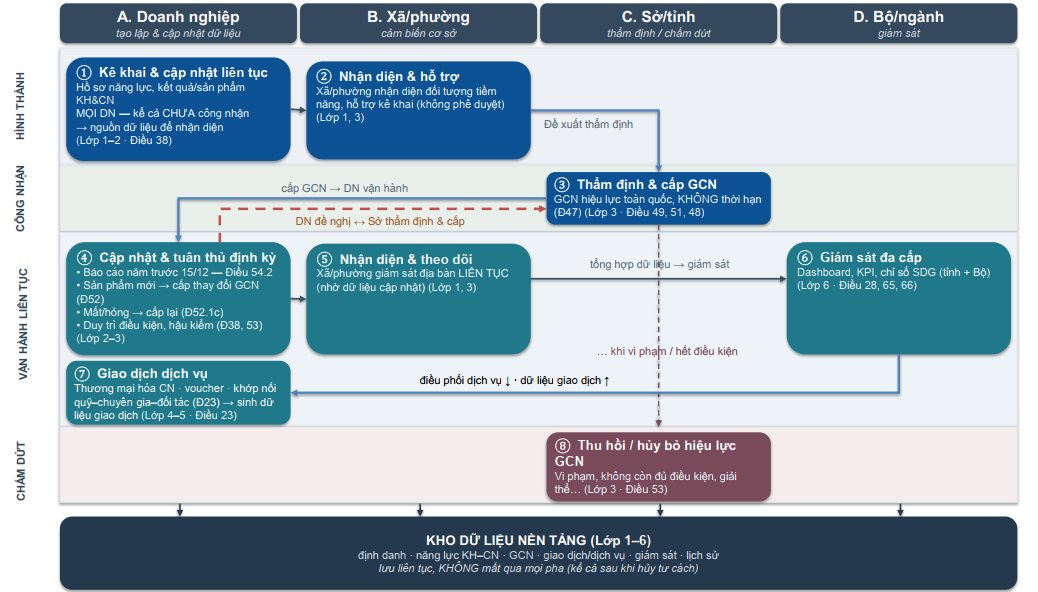 A. Doanh nghiệp
tạo lập & cập nhật dữ liệu
B. Xã/phường
cảm biến cơ sở
C. Sở/tỉnh
thẩm định / chấm dứt
D. Bộ/ngành
giám sát
HÌNH THÀNH
① Kê khai & cập nhật liên tục
Hồ sơ năng lực, kết quả/sản phẩm
KH&CN
MỌI DN — kể cả CHƯA công nhận
→ nguồn dữ liệu để nhận diện
(Lớp 1–2 · Điều 38)
② Nhận diện & hỗ trợ
Xã/phường nhận diện đối tượng tiềm
năng, hỗ trợ kê khai (không phê duyệt)
(Lớp 1, 3)
Đề xuất thẩm định
CÔNG NHẬN
cấp GCN → DN vận hành
DN đề nghị ↔ Sở thẩm định & cấp
③ Thẩm định & cấp GCN
GCN hiệu lực toàn quốc, KHÔNG thời hạn
(Đ47) (Lớp 3 · Điều 49, 51, 48)
VẬN HÀNH LIÊN TỤC
④ Cập nhật & tuân thủ định kỳ
• Báo cáo năm trước 15/12 — Điều 54.2
• Sản phẩm mới → cấp thay đổi GCN
(Đ52)
• Mất/hỏng → cấp lại (Đ52.1c)
• Duy trì điều kiện, hậu kiểm (Đ38, 53)
(Lớp 2–3)
⑤ Nhận diện & theo dõi
Xã/phường giám sát địa bàn LIÊN TỤC
(nhờ dữ liệu cập nhật) (Lớp 1, 3)
tổng hợp dữ liệu → giám sát
⑥ Giám sát đa cấp
Dashboard, KPI, chỉ số SDG (tỉnh + Bộ)
(Lớp 6 · Điều 28, 65, 66)
... khi vi phạm / hết điều kiện
⑦ Giao dịch dịch vụ
Thương mại hóa CN · voucher · khớp nối
quỹ–chuyên gia–đối tác (Đ23) → sinh dữ
liệu giao dịch (Lớp 4–5 · Điều 23)
điều phối dịch vụ ↓ · dữ liệu giao dịch ↑
CHẤM DỨT
⑧ Thu hồi / hủy bỏ hiệu lực
GCN
Vi phạm, không còn đủ điều kiện, giải
thể… (Lớp 3 · Điều 53)
KHO DỮ LIỆU NỀN TẢNG (Lớp 1–6)
định danh · năng lực KH–CN · GCN · giao dịch/dịch vụ · giám sát · lịch sử
lưu liên tục, KHÔNG mất qua mọi pha (kể cả sau khi hủy tư cách)